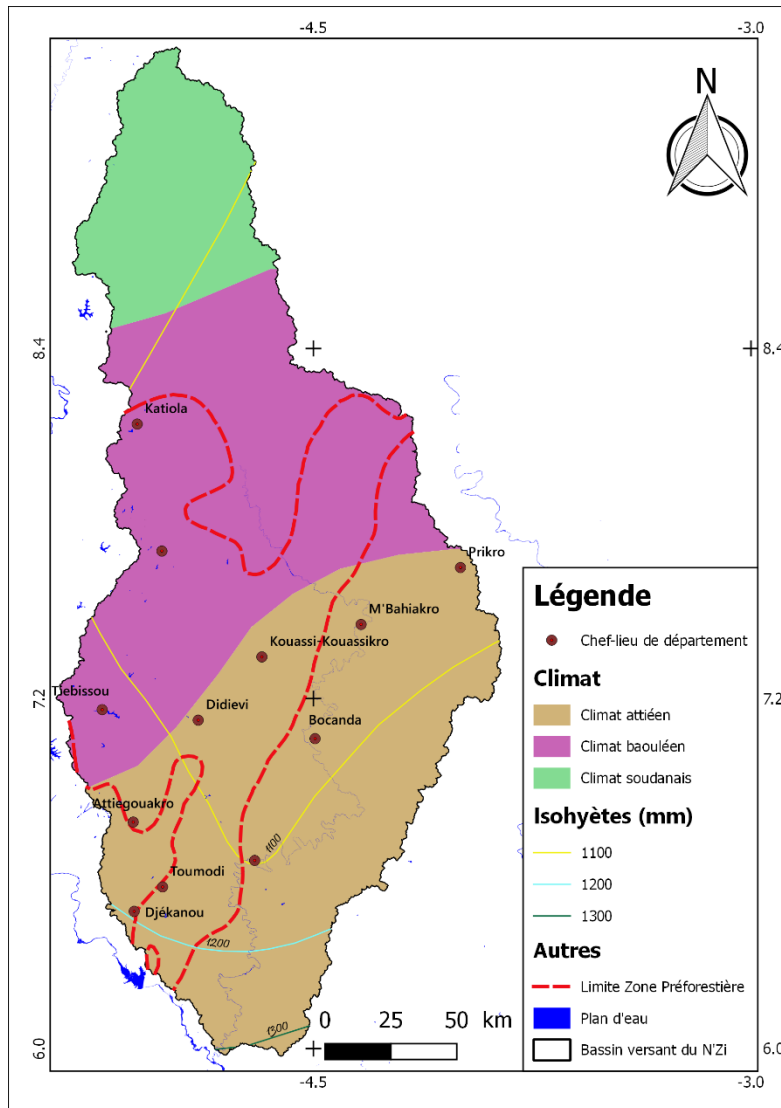 -4.5
-3.0
N
8.4
8.4
Katiola
Prikro
M'Bahiakro
Kouassi-Kouassikro
Tiebissou
7.2
7.2
Didievi
Bocanda
Attiegouakro
1100
Toumodi
Djékanou
1200
1300
0 25 50 km
6.0
6.0
-4.5
-3.0
Légende
Chef-lieu de département
Climat
Climat attiéen
Climat baouléen
Climat soudanais
Isohyètes (mm)
1100
1200
1300
Autres
Limite Zone Préforestière
Plan d'eau
Bassin versant du N'Zi